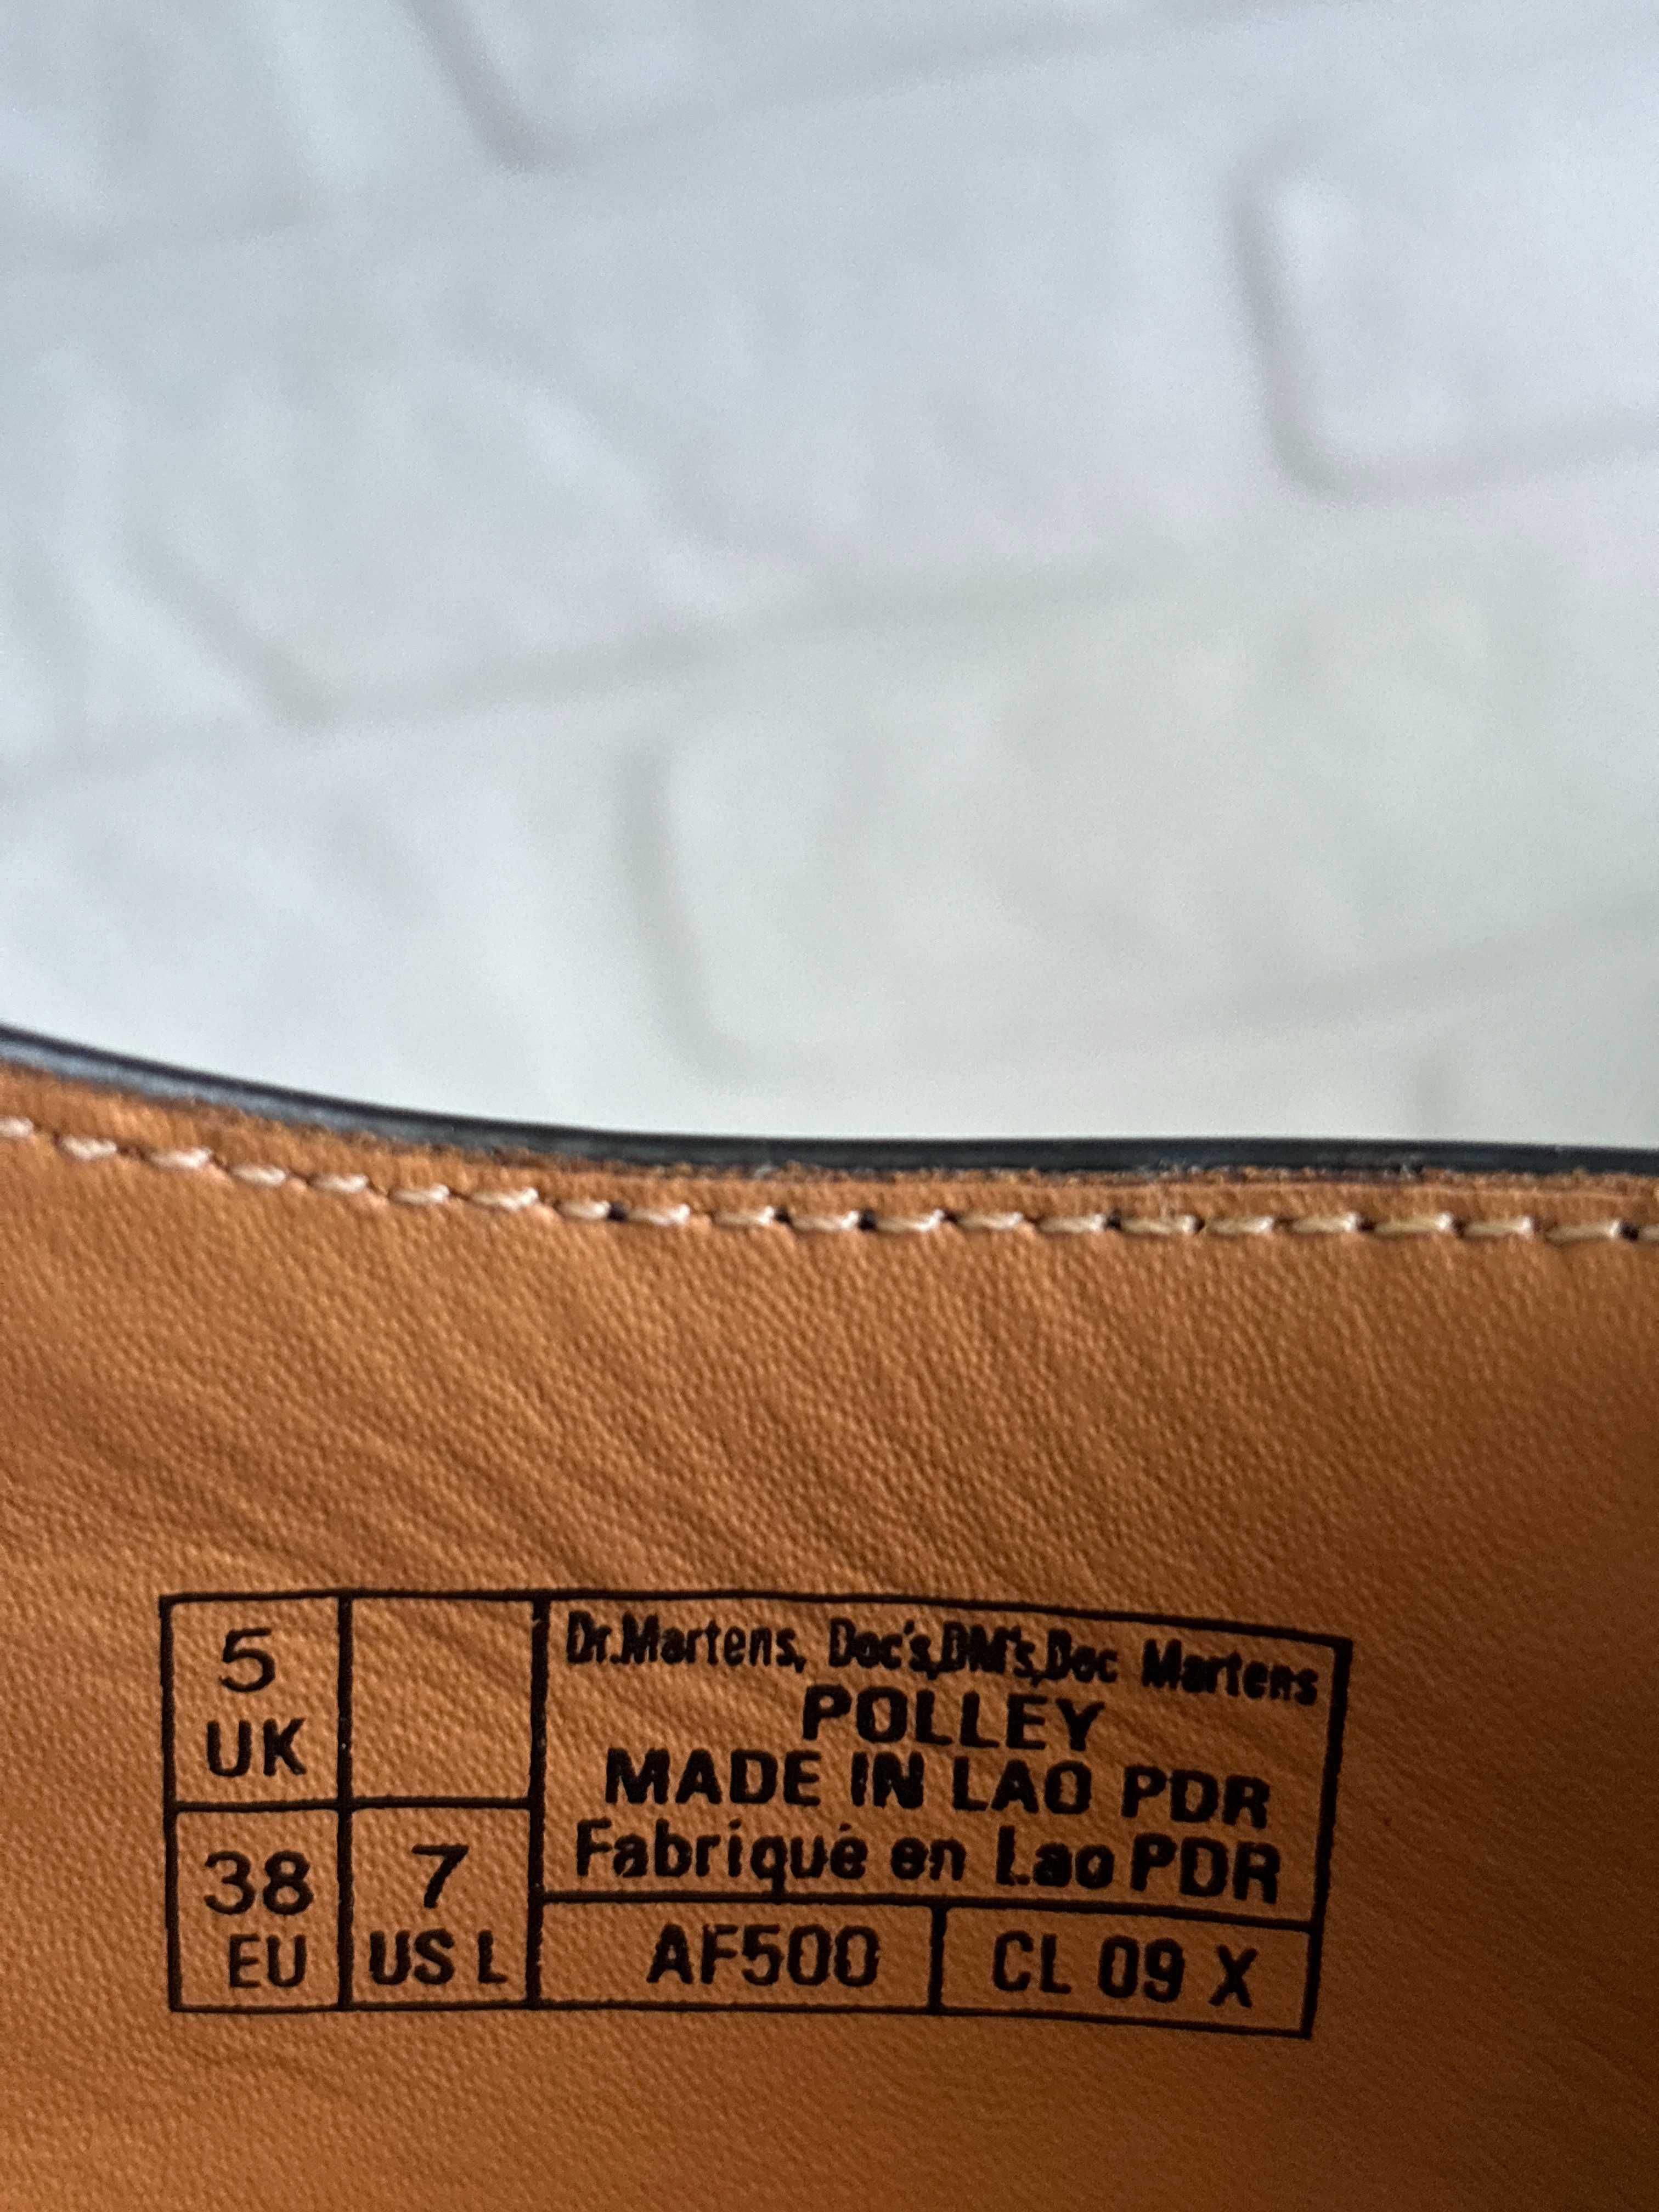 5
UK
38
EU
7
US L
Dr.Martens, Doc's,DM's,Doc Martens
POLLEY
MADE IN LAO PDR
Fabriqué en Lao PDR
AF500
CL 09 X